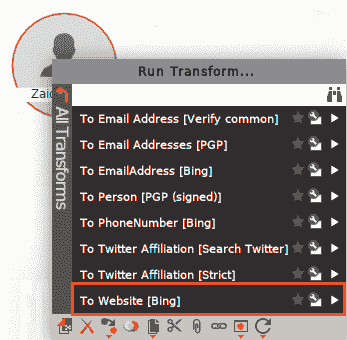 Run Transform...
All Transforms
To Email Address [Verify common]
To Email Addresses [PGP]
To EmailAddress [Bing]
To Person [PGP (signed)]
To PhoneNumber [Bing]
To Twitter Affiliation [Search Twitter]
To Twitter Affiliation [Strict]
To Website [Bing]